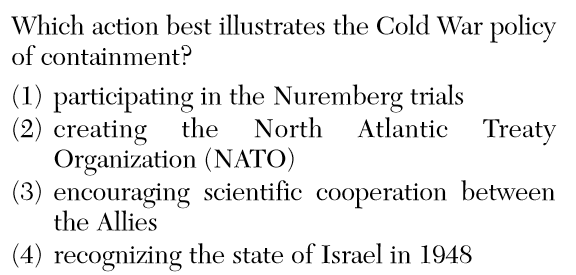 Which action best illustrates the Cold War policy
of containment?
(1) participating in the Nuremberg trials
(2) creating the North Atlantic Treaty
Organization (NATO)
(3) encouraging scientific cooperation between
the Allies
(4) recognizing the state of Israel in 1948